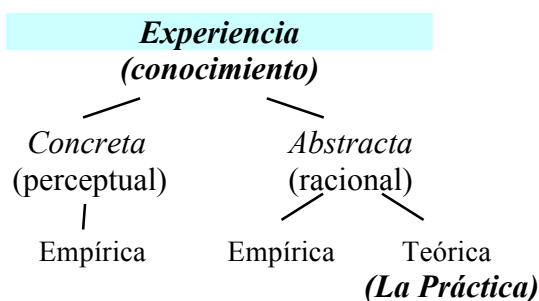 Experiencia
(conocimiento)
Concreta Abstracta
(perceptual) (racional)
Empírica Empírica Teórica
(La Práctica)